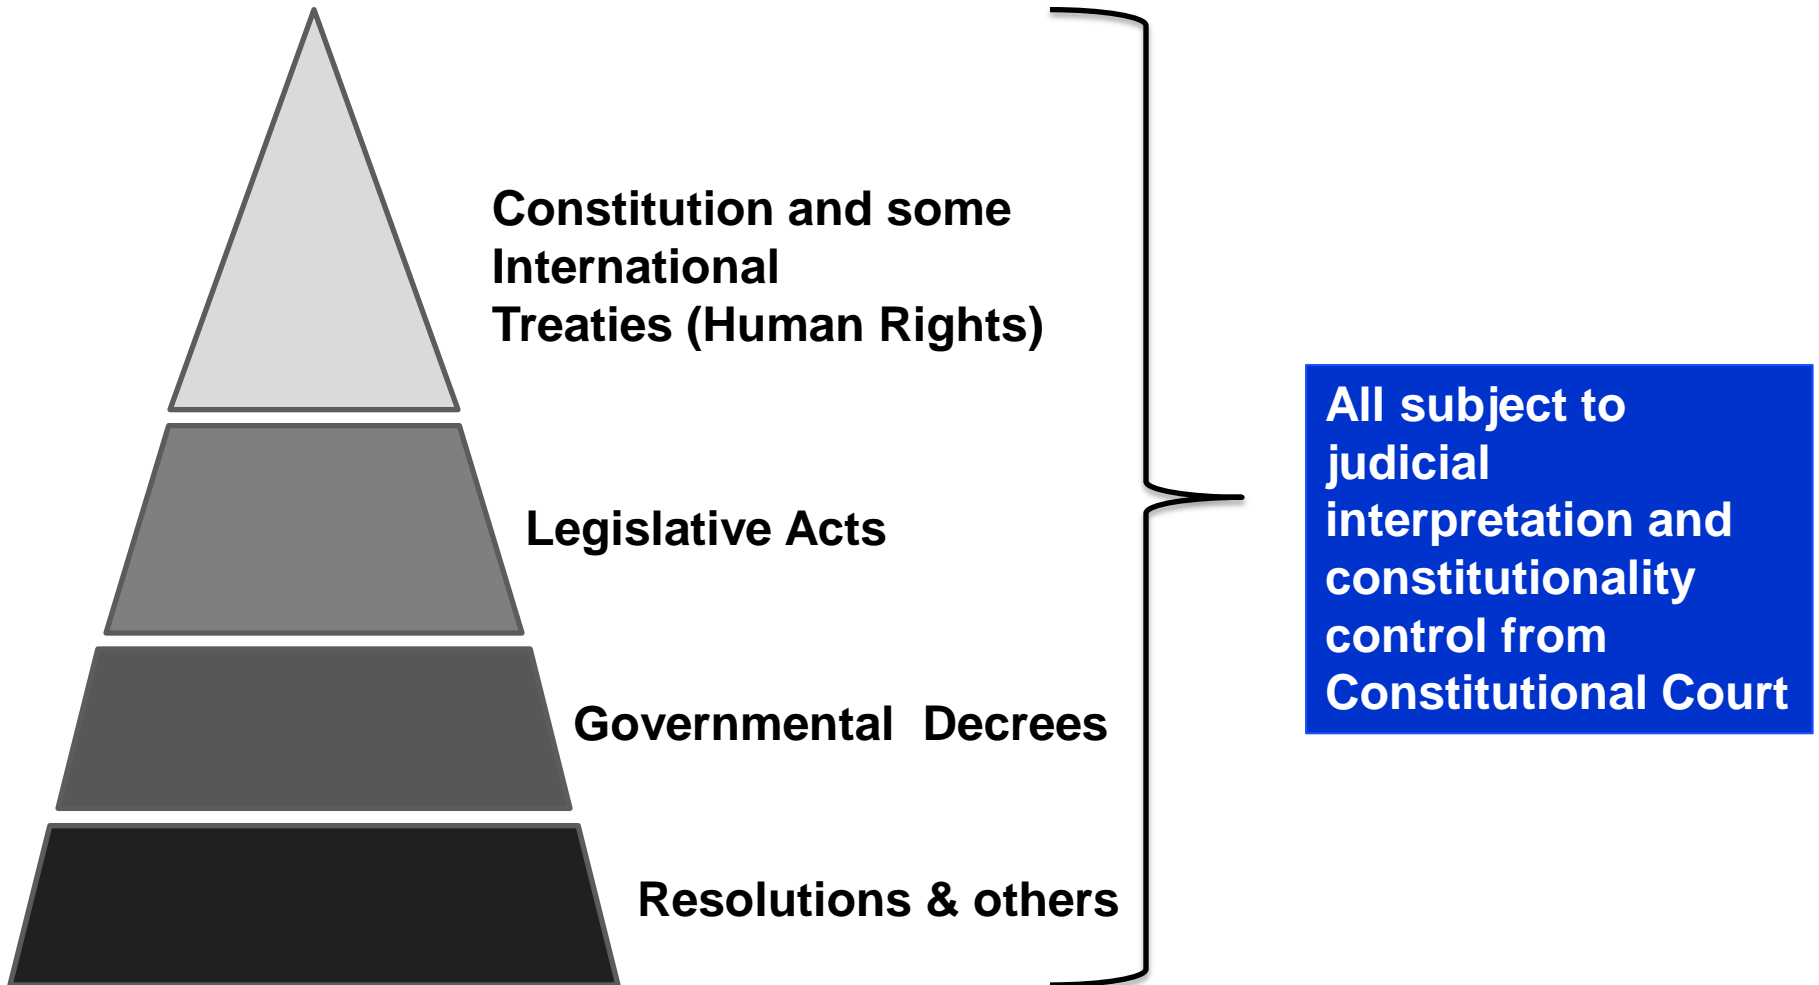 Constitution and some
International
Treaties (Human Rights)
Legislative Acts
Governmental  Decrees
Resolutions & others
All subject to
judicial
interpretation and
constitutionality
control from
Constitutional Court